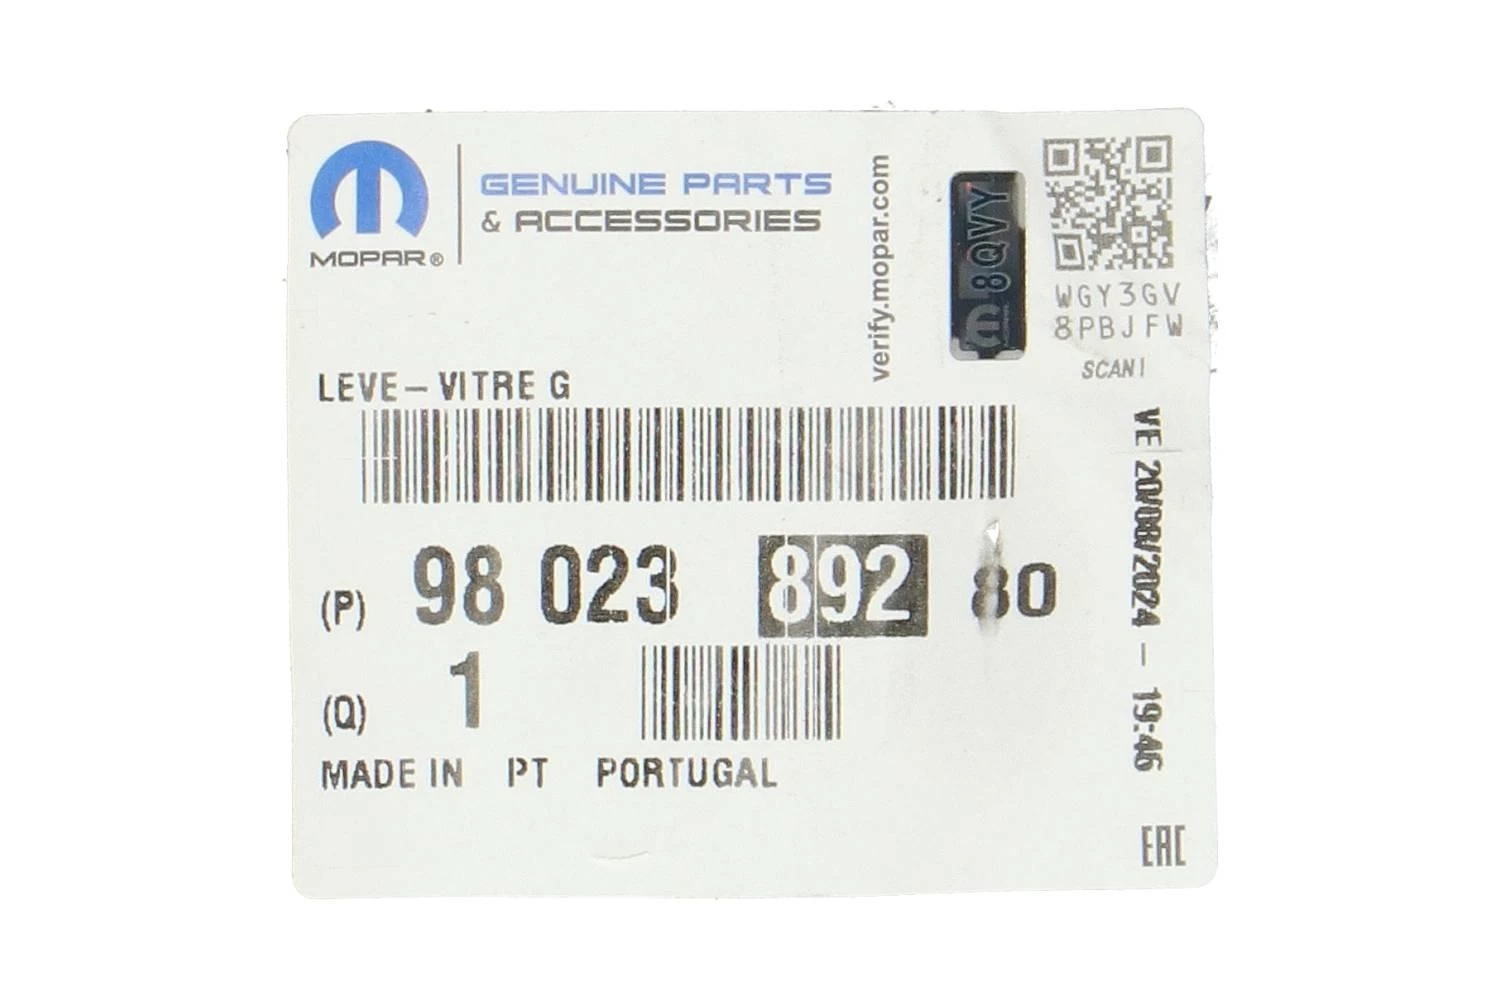 GENUINE PARTS
& ACCESSORIES
MOPAR®
verify.mopar.com
8QVY
WGY3GV
8PBJFW
SCAN!
LEVE-VITRE G
(P) 98 023 892 80
(Q) 1
MADE IN PT PORTUGAL
VE 20/08/2024 - 19:46
EAC